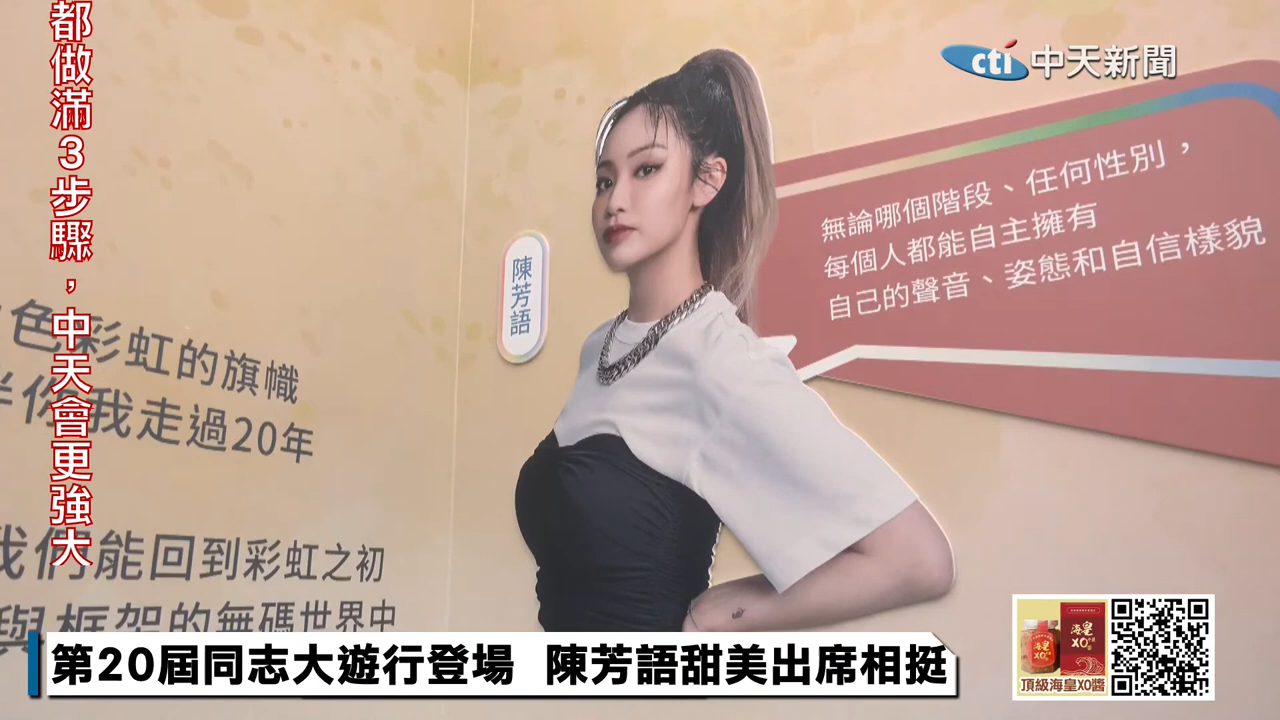 都做滿3步驟，中天會更強大
cti 中天新聞
無論哪個階段、任何性別，
每個人都能自主擁有
自己的聲音、姿態和自信樣貌
陳芳語
色彩虹的旗幟
伴你我走過20年
我們能回到彩虹之初
與框架的無碼世界中
第20屆同志大遊行登場 陳芳語甜美出席相挺
海皇
XO醬
頂級海皇XO醬